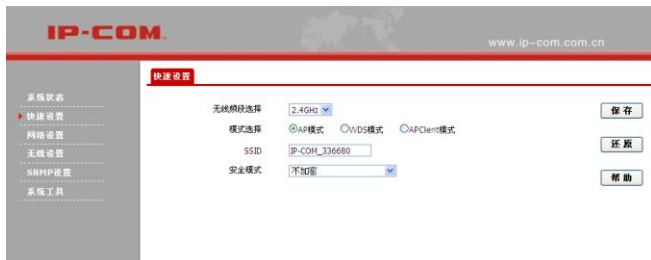 IP-COM
www.ip-com.com.cn
快速设置
系统状态
快速设置
网络设置
无线设置
SNMP设置
系统工具
无线频段选择 2.4GHz
模式选择 AP模式 WDS模式 APClient模式
SSID IP-COM_336680
安全模式 不加密
保存
还原
帮助